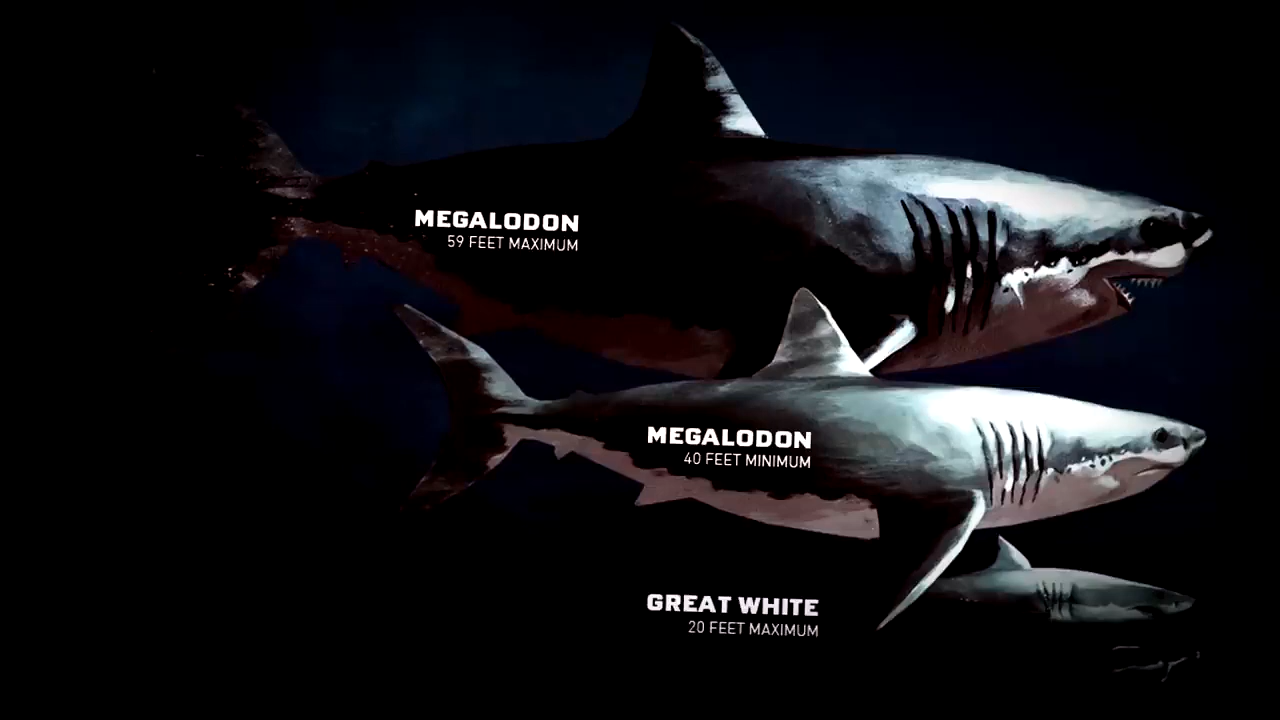 MEGALODON
59 FEET MAXIMUM
MEGALODON
40 FEET MINIMUM
GREAT WHITE
20 FEET MAXIMUM